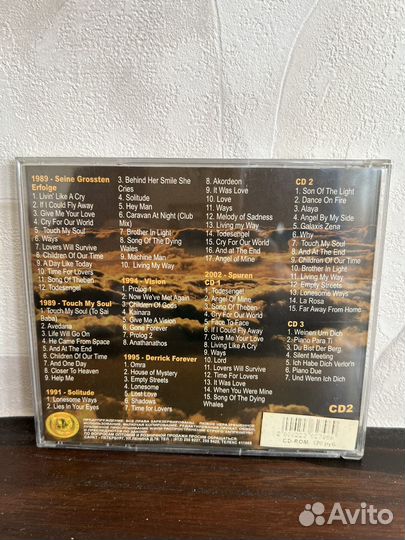 1989 - Seine Grossten
Erfolge
1. Livin' Like A Cry
2. If I Could Fly Away
3. Give Me Your Love
4. Cry For Our World
5. Touch My Soul
6. Ways
7. Lovers Will Survive
8. Children Of Our Time
9. A Day Like Today
10. Time For Lovers
11. Song Of Theben
12. Todesengel
1989 - Touch My Soul
1. Touch My Soul (To Sai
Baba)
2. Avedana
3. Life Will Go On
4. He Came From Space
5. And At The End
6. Children Of Our Time
7. And One Day
8. Closer To Heaven
9. Help Me
1991 - Solitude
1. Lonesome Ways
2. Lies In Your Eyes
3. Behind Her Smile She
Cries
4. Solitude
5. Hey Man
6. Caravan At Night (Club
Mix)
7. Brother In Light
8. Song Of The Dying
Wales
9. Machine Man
10. Living My Way
1994 - Vision
1. Prolog 1
2. Now We've Met Again
3. Children Of Gods
4. Kainara
5. Give Me A Vision
6. Gone Forever
7. Prolog 2
8. Anathanathos
1995 - Derrick Forever
1. Omra
2. House of Mystery
3. Empty Streets
4. Lonesome
5. Lost Love
6. Shadows
7. Time for Lovers
8. Akordeon
9. It Was Love
10. Love
11. Ways
12. Melody of Sadness
13. Living my Way
14. Todesengel
15. Cry For Our World
16. And at The End
17. Angel of Mine
2002 - Spuren
CD 1
1. Todesengel
2. Angel Of Mine
3. Song Of Theben
4. Cry For Our World
5. Face To Face
6. If I Could Fly Away
7. Give Me Your Love
8. Living Like A Cry
9. Ways
10. Lord
11. Lovers Will Survive
12. Time For Lovers
13. It Was Love
14. When You Were Mine
15. Song Of The Dying
Whales
CD 2
1. Son Of The Light
2. Dance On Fire
3. Ataya
4. Angel By My Side
5. Galaxis Zena
6. Why
7. Touch My Soul
8. And At The End
9. Children Of Our Time
10. Brother In Light
11. Living My Way
12. Empty Streets
13. Lonesome Ways
14. La Rosa
15. Far Away From Home
CD 3
1. Weinen Um Dich
2. Piano Para Ti
3. Du Bist Der Berg
4. Silent Meeting
5. Ich Habe Dich Verlor'n
6. Piano Due
7. Und Wenn Ich Dich
CD2
CD-ROM,
Avito